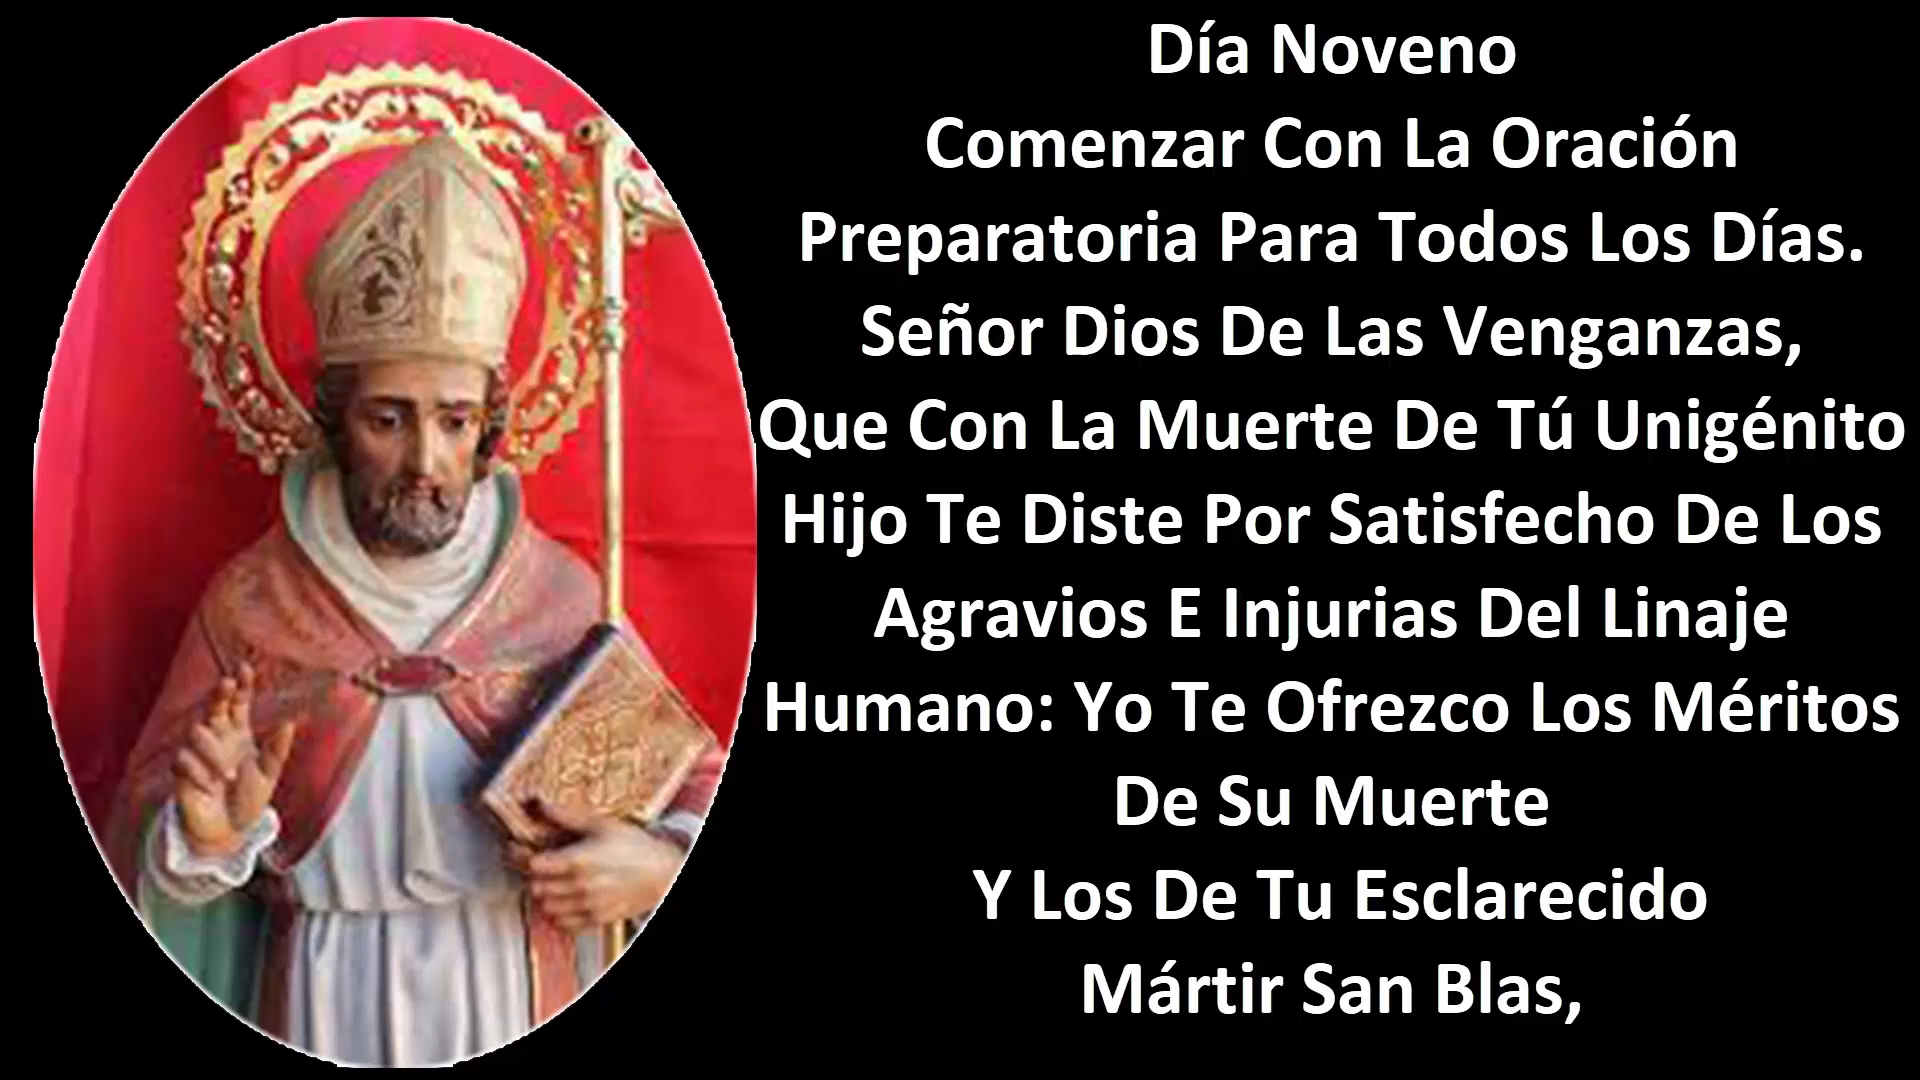 Día Noveno
Comenzar Con La Oración
Preparatoria Para Todos Los Días.
Señor Dios De Las Venganzas,
Que Con La Muerte De Tú Unigénito
Hijo Te Diste Por Satisfecho De Los
Agravios E Injurias Del Linaje
Humano: Yo Te Ofrezco Los Méritos
De Su Muerte
Y Los De Tu Esclarecido
Mártir San Blas,